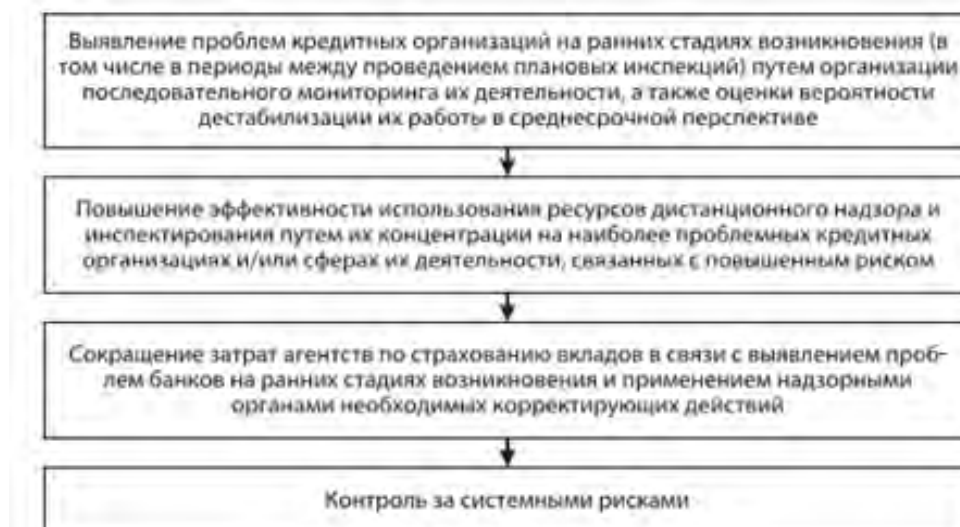 Выявление проблем кредитных организаций на ранних стадиях возникновения (в
том числе в периоды между проведением плановых инспекций) путем организации
последовательного мониторинга их деятельности, а также оценки вероятности
дестабилизации их работы в среднесрочной перспективе
Повышение эффективности использования ресурсов дистанционного надзора и
инспектирования путем их концентрации на наиболее проблемных кредитных
организациях и/или сферах их деятельности, связанных с повышенным риском
Сокращение затрат агентств по страхованию вкладов в связи с выявлением проб-
лем банков на ранних стадиях возникновения и применением надзорными
органами необходимых корректирующих действий
Контроль за системными рисками